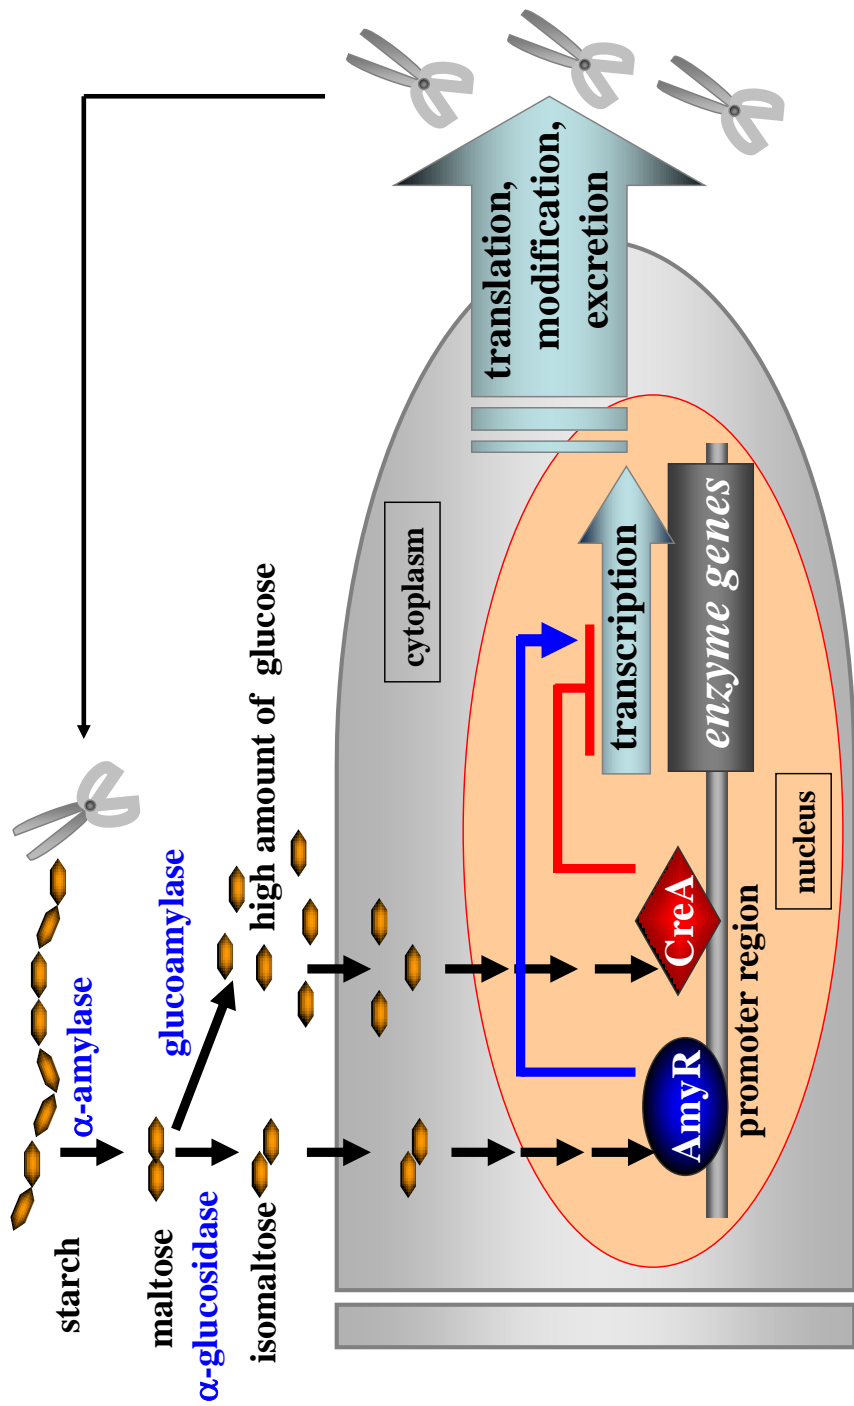 starch
α-amylase
maltose
glucoamylase
α-glucosidase
isomaltose
high amount of glucose
cytoplasm
translation,
modification,
excretion
transcription
enzyme genes
AmyR
CreA
promoter region
nucleus